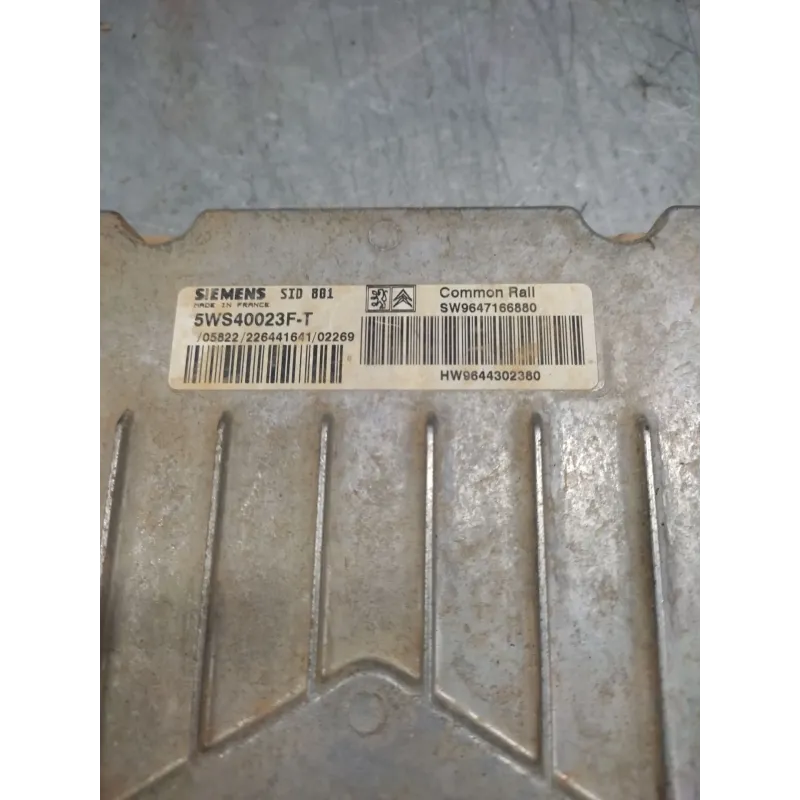 SIEMENS SID 801
MADE IN FRANCE
5WS40023F-T
/05822/226441641/02269
Common Rail
SW9647166880
HW9644302380